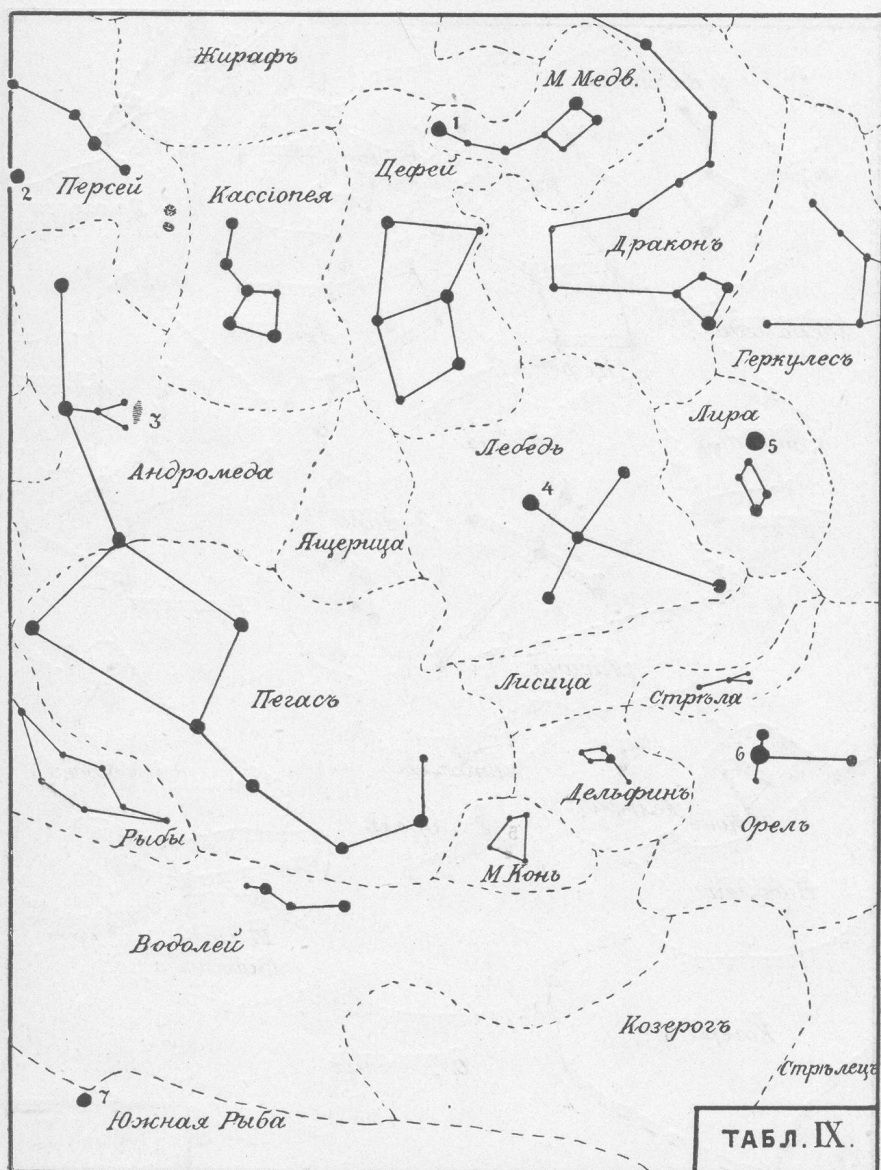 Жирафъ
М. Медв.
1
Цефей
2
Персей
Кассіопея
Драконъ
Геркулесъ
Лира
5
3
Лебедь
Андромеда
4
Ящерица
Лисица
Стрѣла
Пегасъ
6
Дельфинъ
Орелъ
Рыбы
М. Конь
Водолей
Козерогъ
Стрѣлецъ
7
Южная Рыба
ТАБЛ. IX.